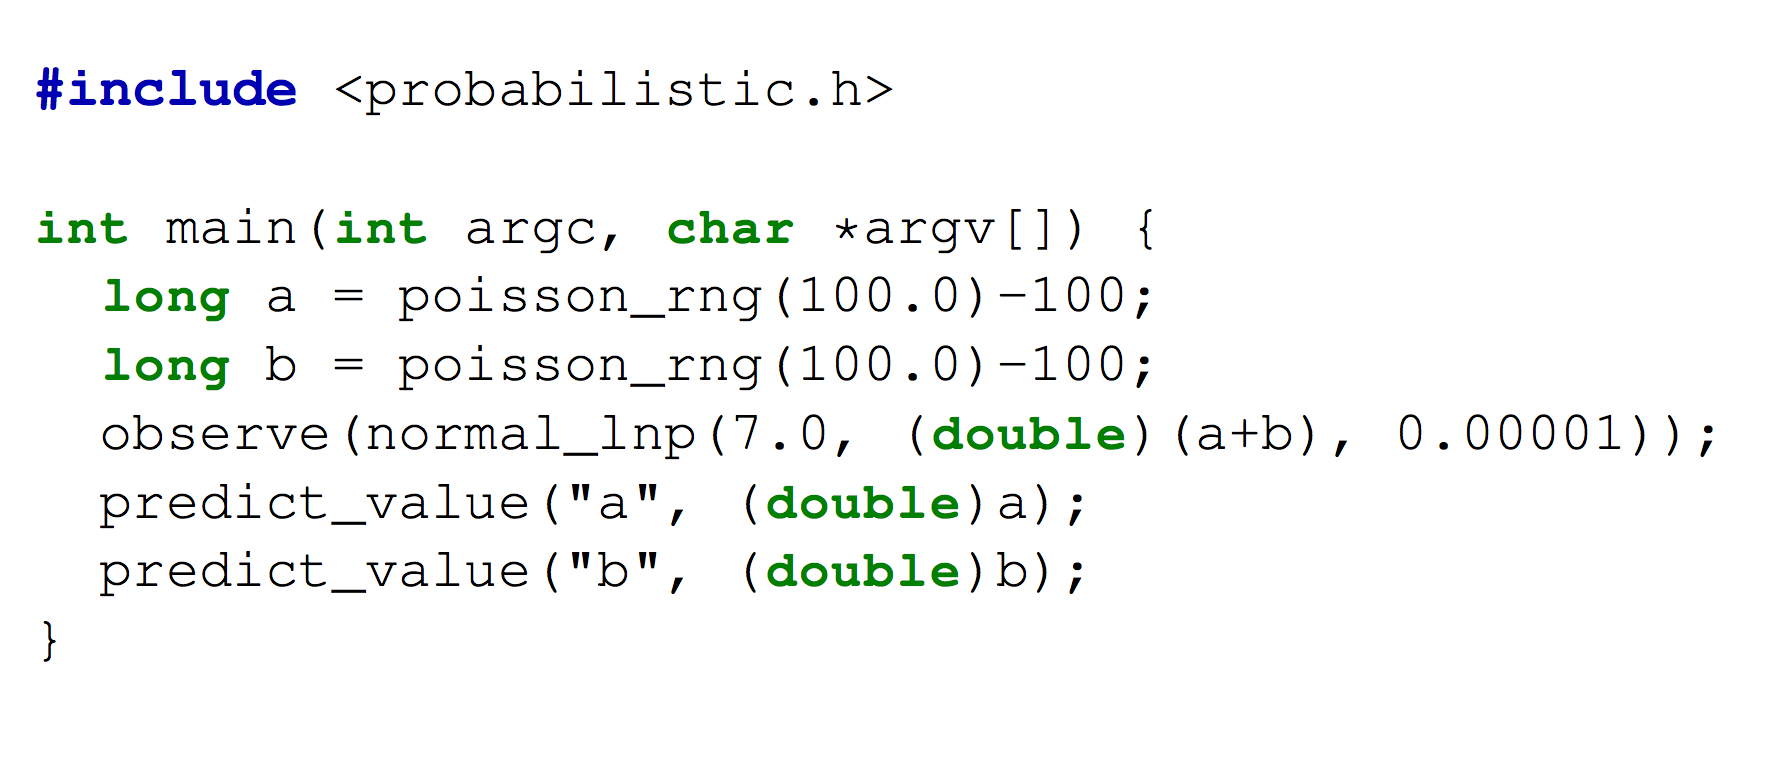 #include <probabilistic.h>
int main(int argc, char *argv[]) {
long a = poisson_rng(100.0)-100;
long b = poisson_rng(100.0)-100;
observe(normal_lnp(7.0, (double)(a+b), 0.00001));
predict_value("a", (double)a);
predict_value("b", (double)b);
}